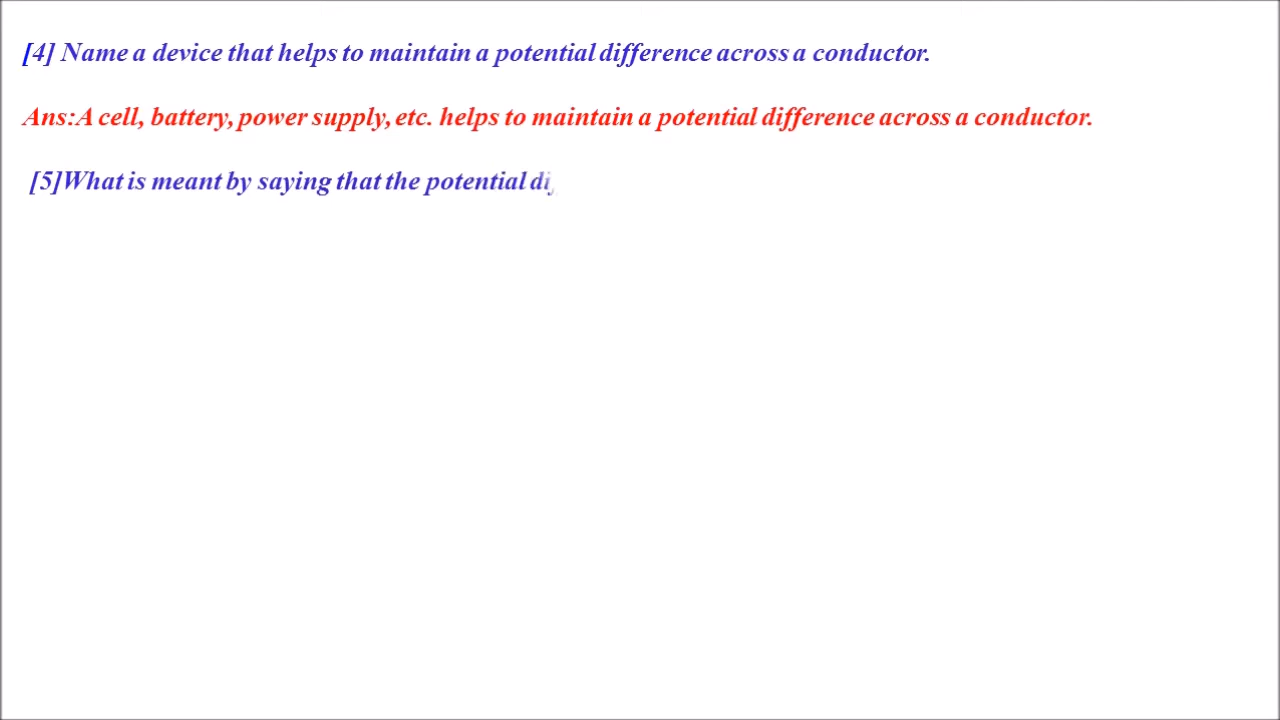 [4] Name a device that helps to maintain a potential difference across a conductor.
Ans:A cell, battery, power supply, etc. helps to maintain a potential difference across a conductor.
[5]What is meant by saying that the potential